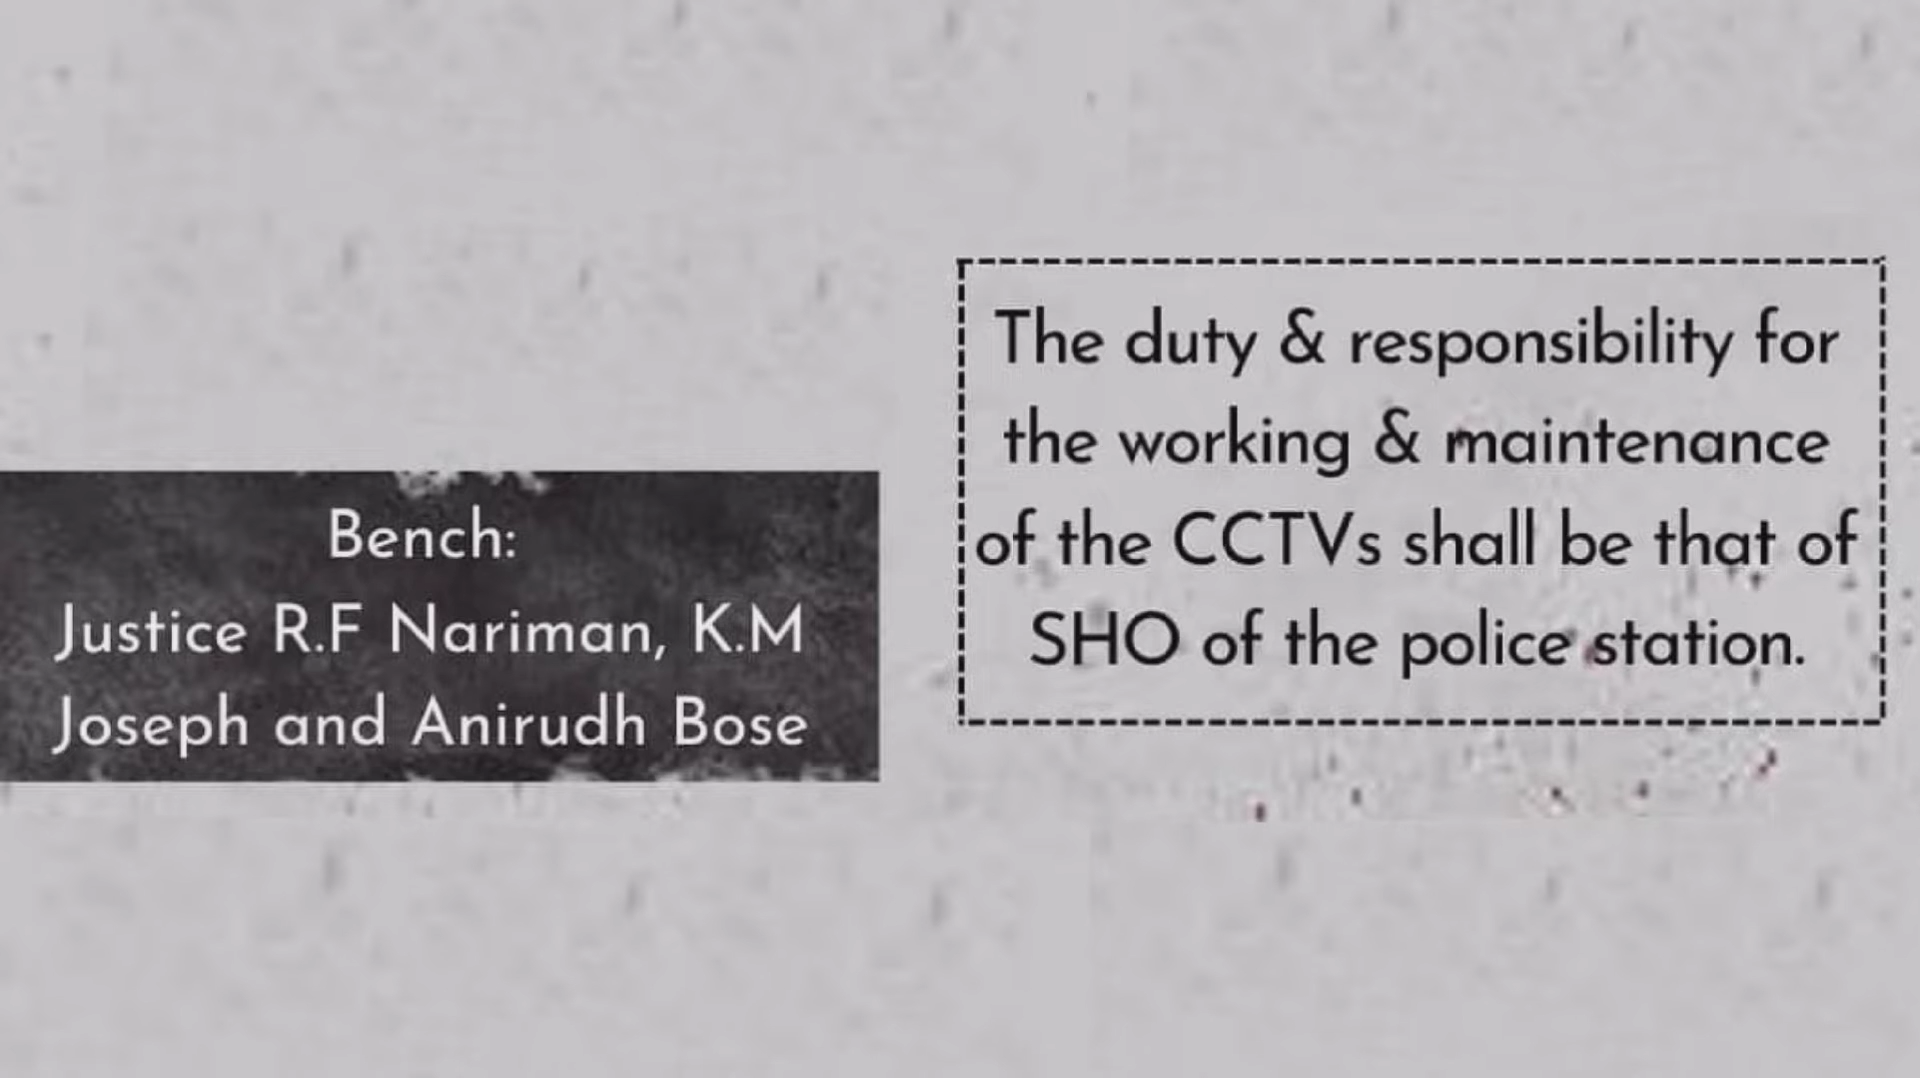 Bench:
Justice R.F Nariman, K.M
Joseph and Anirudh Bose
The duty & responsibility for
the working & maintenance
of the CCTVs shall be that of
SHO of the police station.